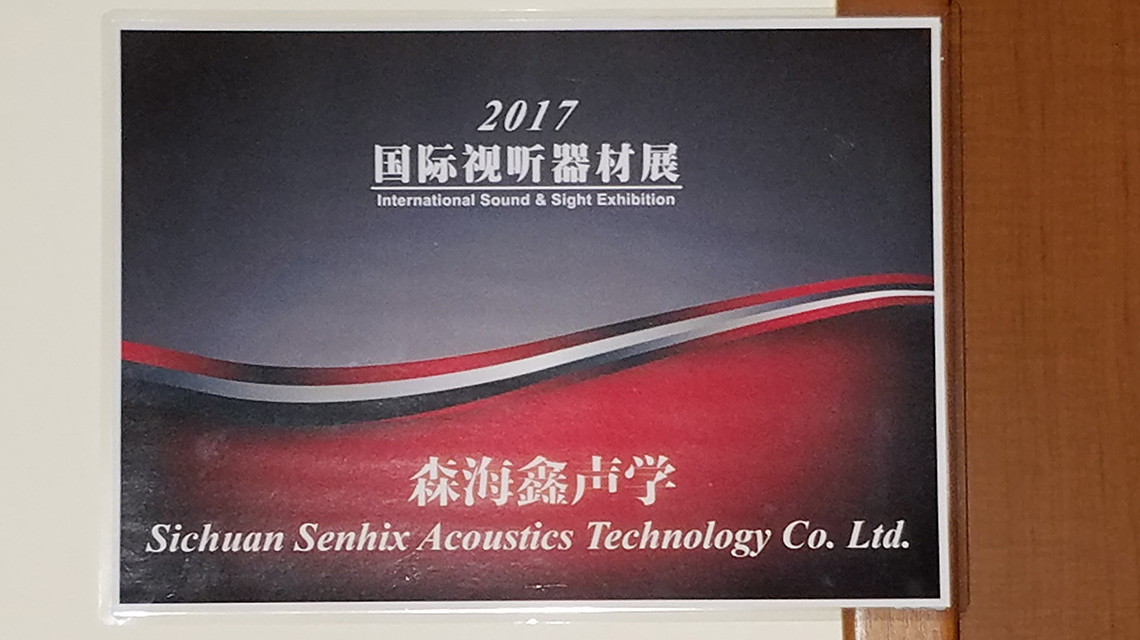 2017
国际视听器材展
International Sound & Sight Exhibition
森海鑫声学
Sichuan Senhix Acoustics Technology Co. Ltd.